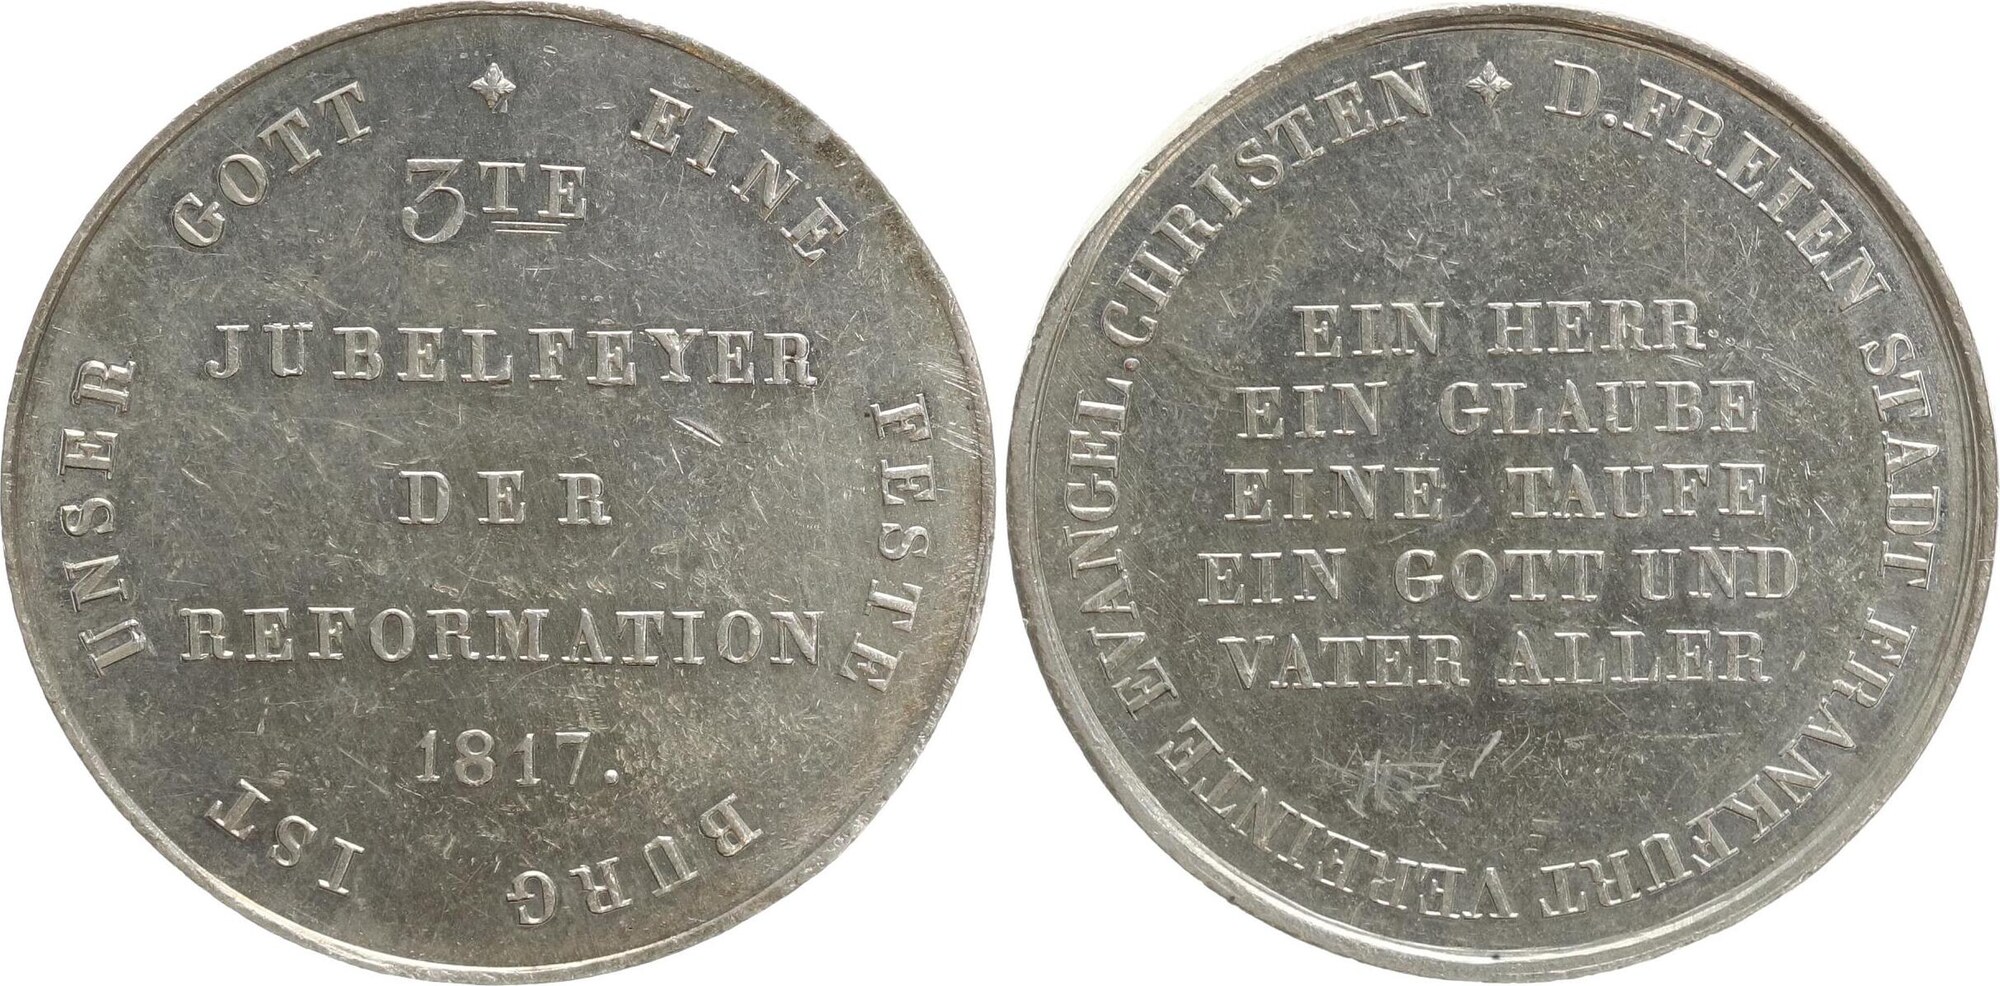 EINE FESTE BURG IST UNSER GOTT
3TE
JUBELFEYER
DER
REFORMATION
1817.
D. FREIEN STADT FRANKFURT VEREINTE EVANGEL. CHRISTEN
EIN HERR
EIN GLAUBE
EINE TAUFE
EIN GOTT UND
VATER ALLER